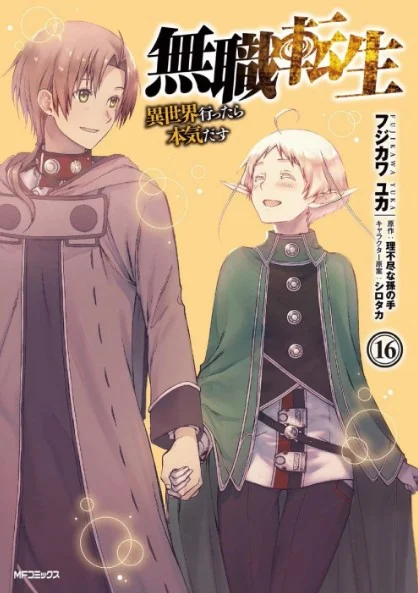 無職転生
異世界行ったら
本気だす
フジカワ ユカ
FUJIKAWA YUKA
原作:理不尽な孫の手
キャラクター原案:シロタカ
16
MFコミックス